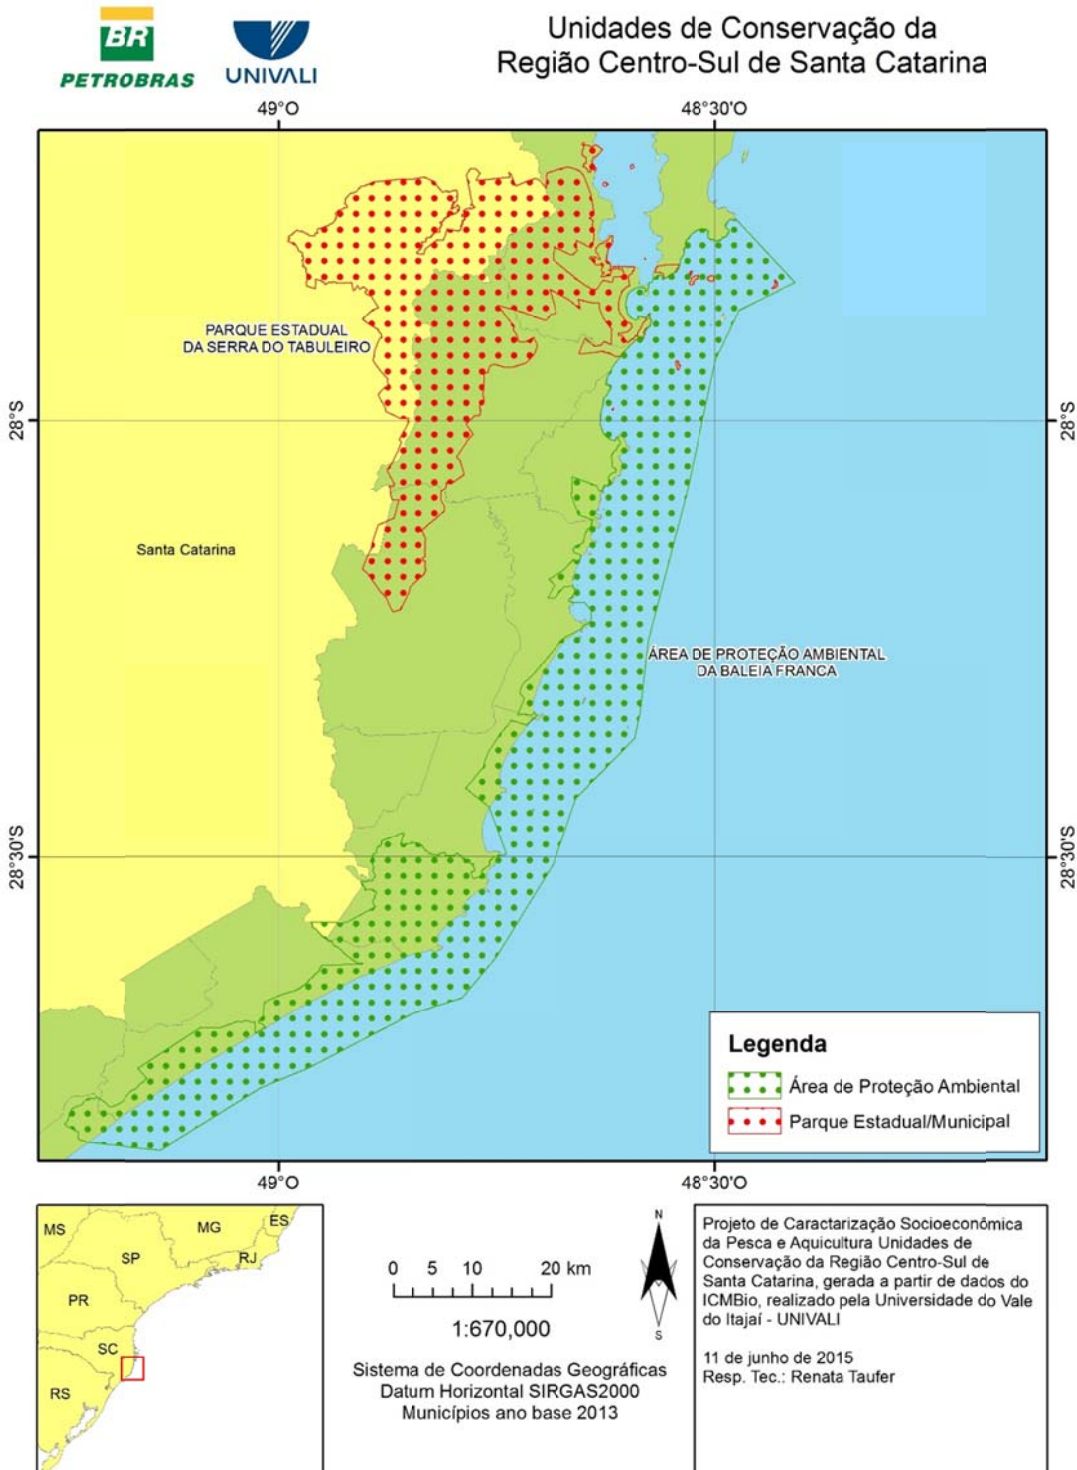 BR
PETROBRAS
UNIVALI
Unidades de Conservação da
Região Centro-Sul de Santa Catarina
49°O
48°30'O
PARQUE ESTADUAL
DA SERRA DO TABULEIRO
28°S
28°S
Santa Catarina
ÁREA DE PROTEÇÃO AMBIENTAL
DA BALEIA FRANCA
28°30'S
28°30'S
Legenda
Área de Proteção Ambiental
Parque Estadual/Municipal
49°O
48°30'O
MS
MG
ES
SP
RJ
PR
SC
RS
0 5 10 20 km
1:670,000
Sistema de Coordenadas Geográficas
Datum Horizontal SIRGAS2000
Municípios ano base 2013
N
S
Projeto de Caractarização Socioeconômica
da Pesca e Aquicultura Unidades de
Conservação da Região Centro-Sul de
Santa Catarina, gerada a partir de dados do
ICMBio, realizado pela Universidade do Vale
do Itajaí - UNIVALI
11 de junho de 2015
Resp. Tec.: Renata Taufer